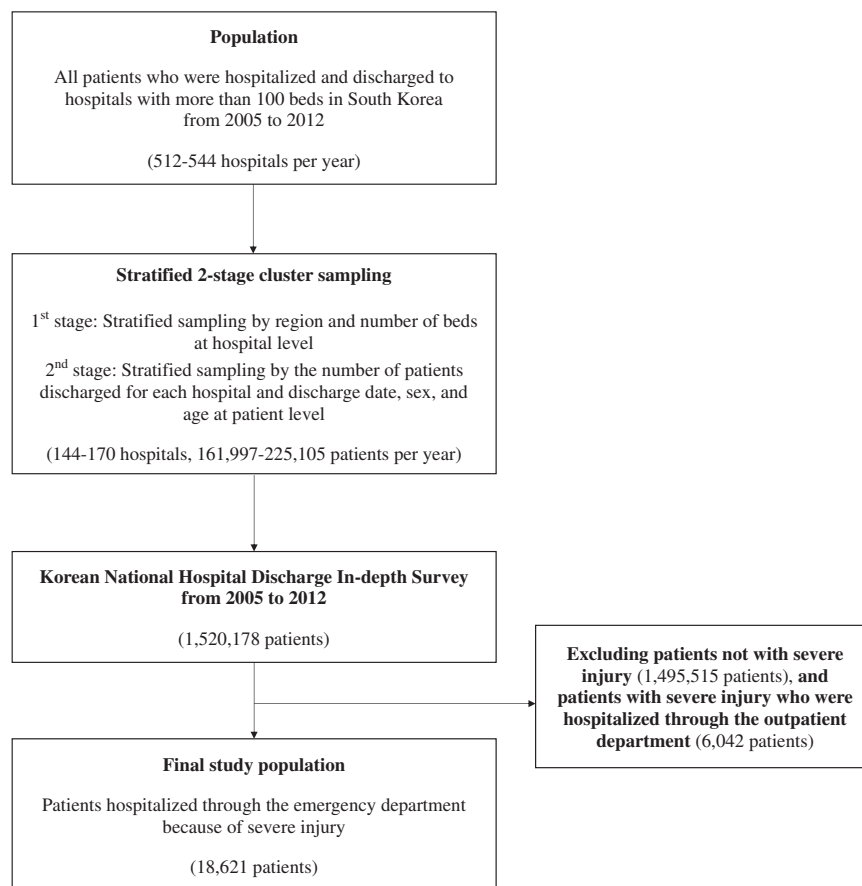 Population
All patients who were hospitalized and discharged to
hospitals with more than 100 beds in South Korea
from 2005 to 2012
(512-544 hospitals per year)
Stratified 2-stage cluster sampling
1st stage: Stratified sampling by region and number of beds
at hospital level
2nd stage: Stratified sampling by the number of patients
discharged for each hospital and discharge date, sex, and
age at patient level
(144-170 hospitals, 161,997-225,105 patients per year)
Korean National Hospital Discharge In-depth Survey
from 2005 to 2012
(1,520,178 patients)
Excluding patients not with severe
injury (1,495,515 patients), and
patients with severe injury who were
hospitalized through the outpatient
department (6,042 patients)
Final study population
Patients hospitalized through the emergency department
because of severe injury
(18,621 patients)